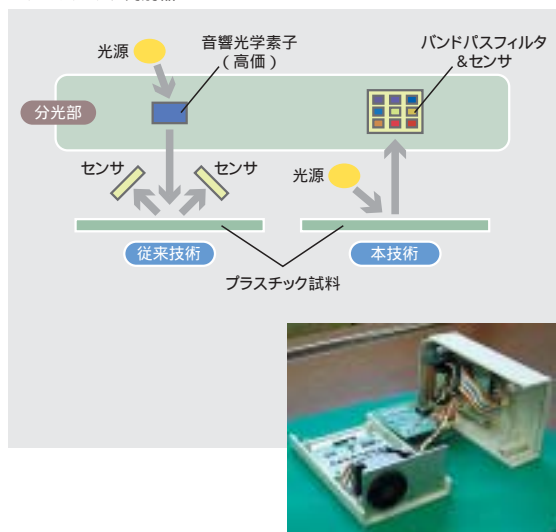 光源
音響光学素子
(高価)
バンドパスフィルタ
&センサ
分光部
センサ
センサ
光源
従来技術
本技術
プラスチック試料